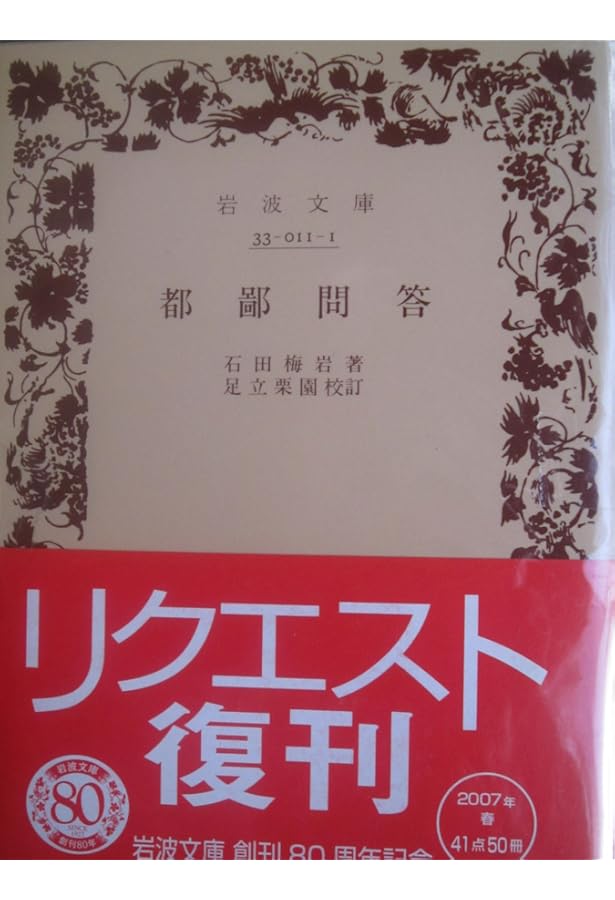 岩波文庫
33-011-1
都鄙問答
石田梅岩著
足立栗園校訂
リクエスト
復刊
岩波文庫
80
SINCE 1927
創刊80年
岩波文庫 創刊 80 周年記念
2007年
春
41点50冊